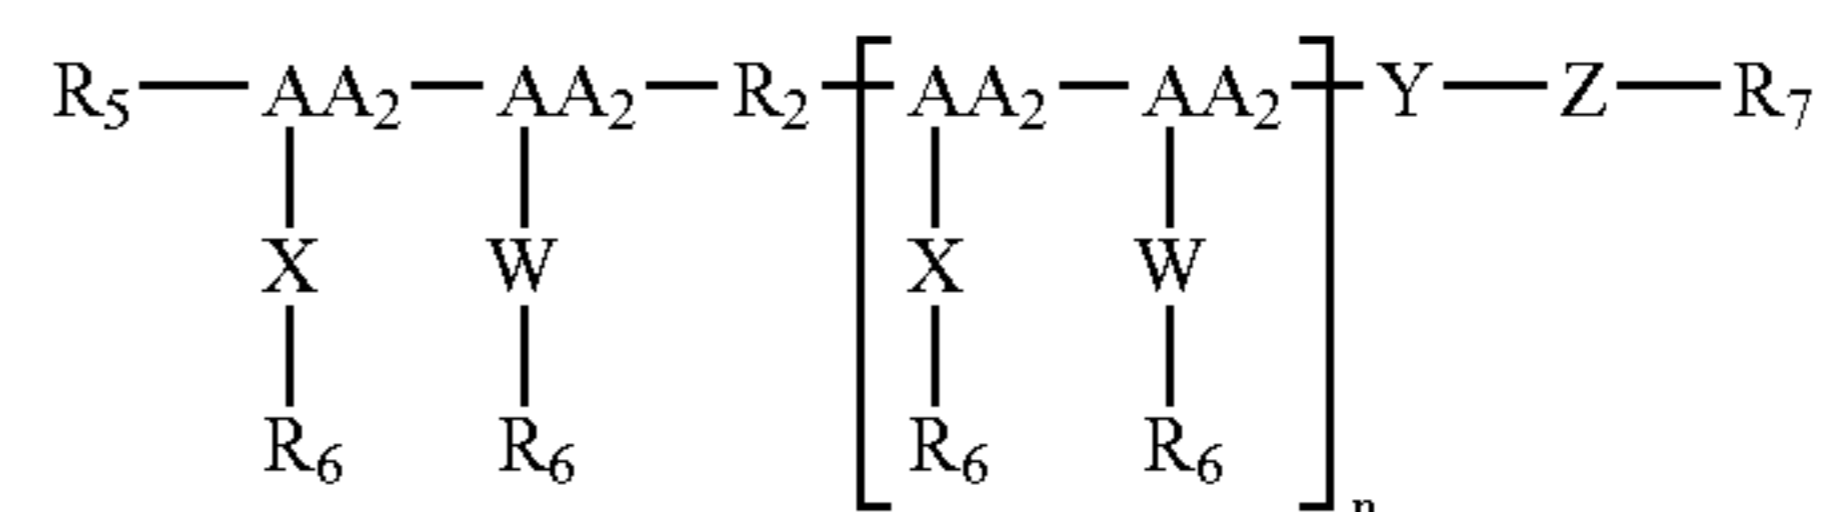 R₅—AA₂—AA₂—R₂—[AA₂—AA₂]—Y—Z—R₇
X W X W
R₆ R₆ R₆ R₆
n